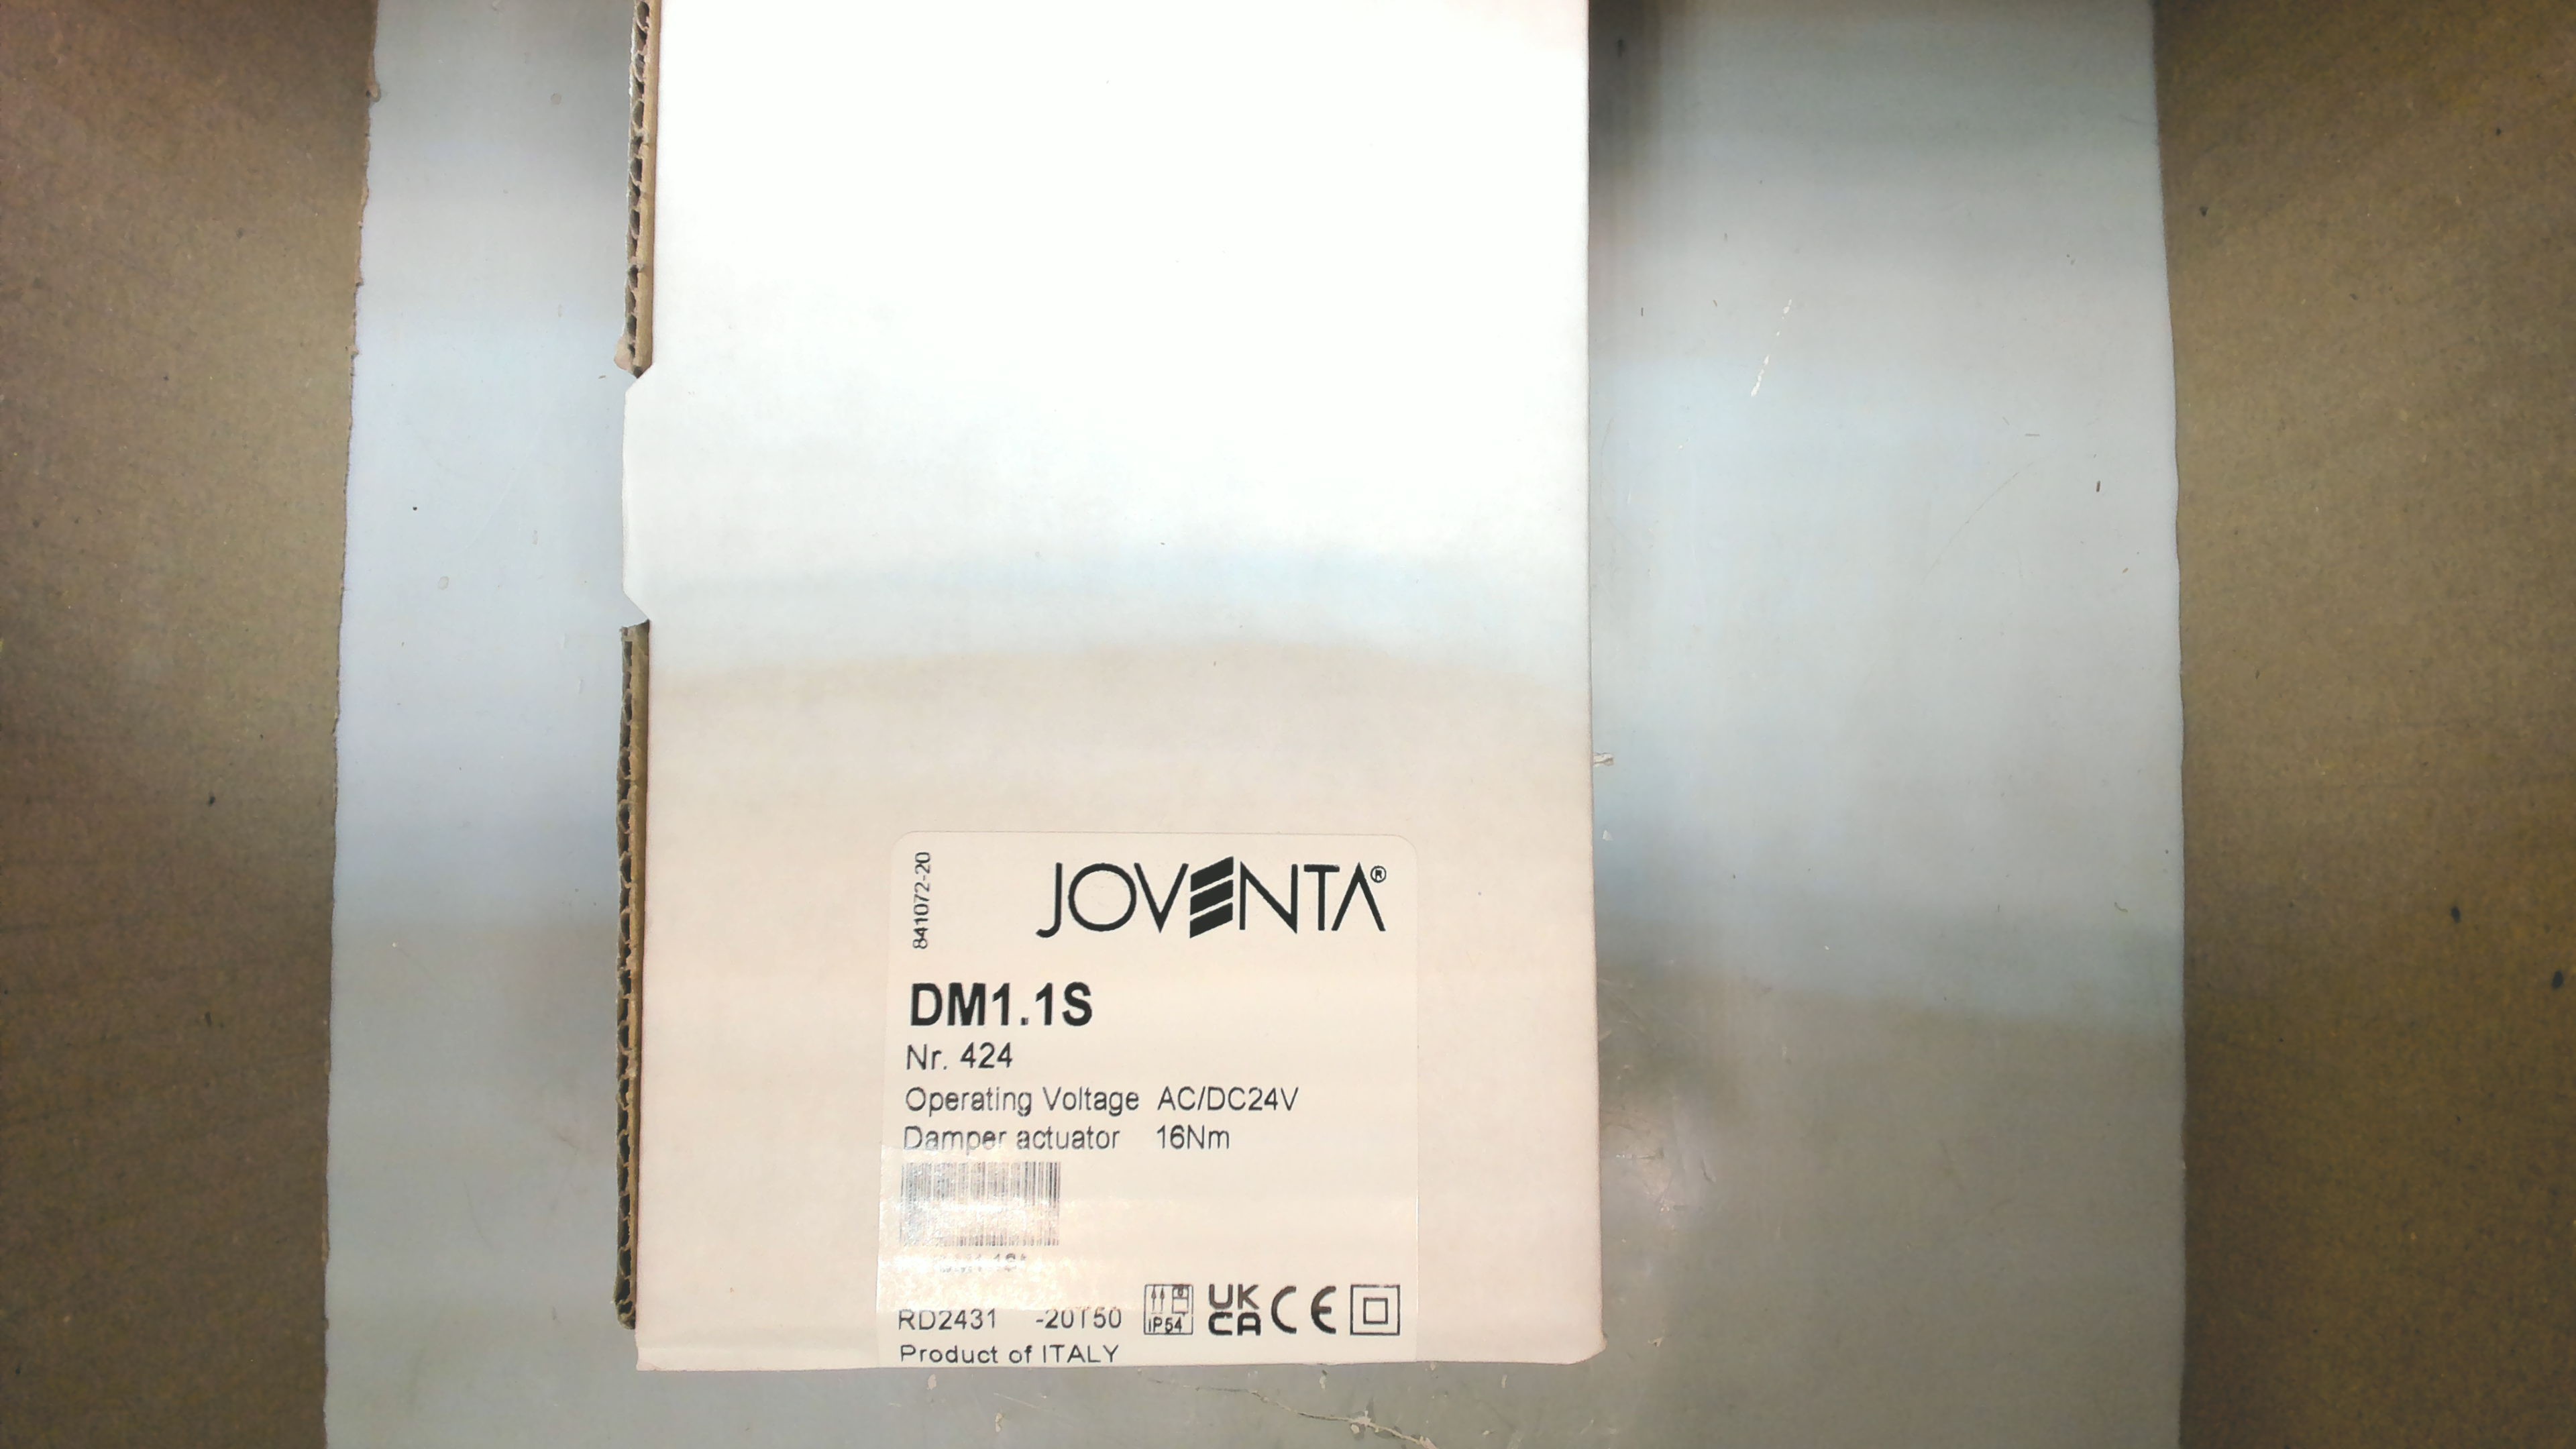 841072-20
JOVENTA®
DM1.1S
Nr. 424
Operating Voltage AC/DC24V
Damper actuator 16Nm
RD2431 -20T50
IP54
UK
CA
CE
Product of ITALY